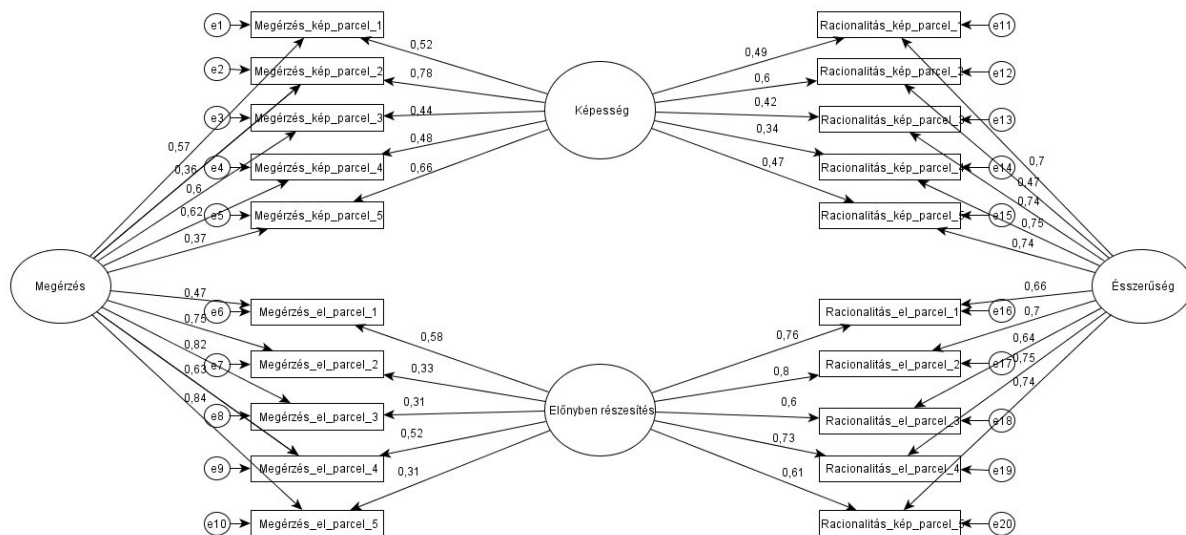 e1
Megérzés_kép_parcel_1
Racionalitás_kép_parcel_1
e11
0,52
0,49
e2
Megérzés_kép_parcel_2
0,78
0,6
Racionalitás_kép_parcel_2
e12
e3
Megérzés_kép_parcel_3
0,44
Képesség
0,42
Racionalitás_kép_parcel_3
e13
0,57
0,48
0,34
0,7
e4
0,36
Megérzés_kép_parcel_4
Racionalitás_kép_parcel_4
e14
0,47
0,6
0,66
0,47
0,74
e5
0,62
Megérzés_kép_parcel_5
Racionalitás_kép_parcel_5
e15
0,75
0,37
0,74
Megérzés
Ésszerűség
0,47
0,66
e6
Megérzés_el_parcel_1
Racionalitás_el_parcel_1
e16
0,75
0,58
0,76
0,7
0,82
0,64
e7
0,63
Megérzés_el_parcel_2
0,33
0,8
Racionalitás_el_parcel_2
e17
0,75
0,84
0,74
e8
Megérzés_el_parcel_3
0,31
Előnyben részesítés
0,6
Racionalitás_el_parcel_3
e18
0,52
0,73
e9
Megérzés_el_parcel_4
0,31
0,61
Racionalitás_el_parcel_4
e19
e10
Megérzés_el_parcel_5
Racionalitás_kép_parcel_5
e20